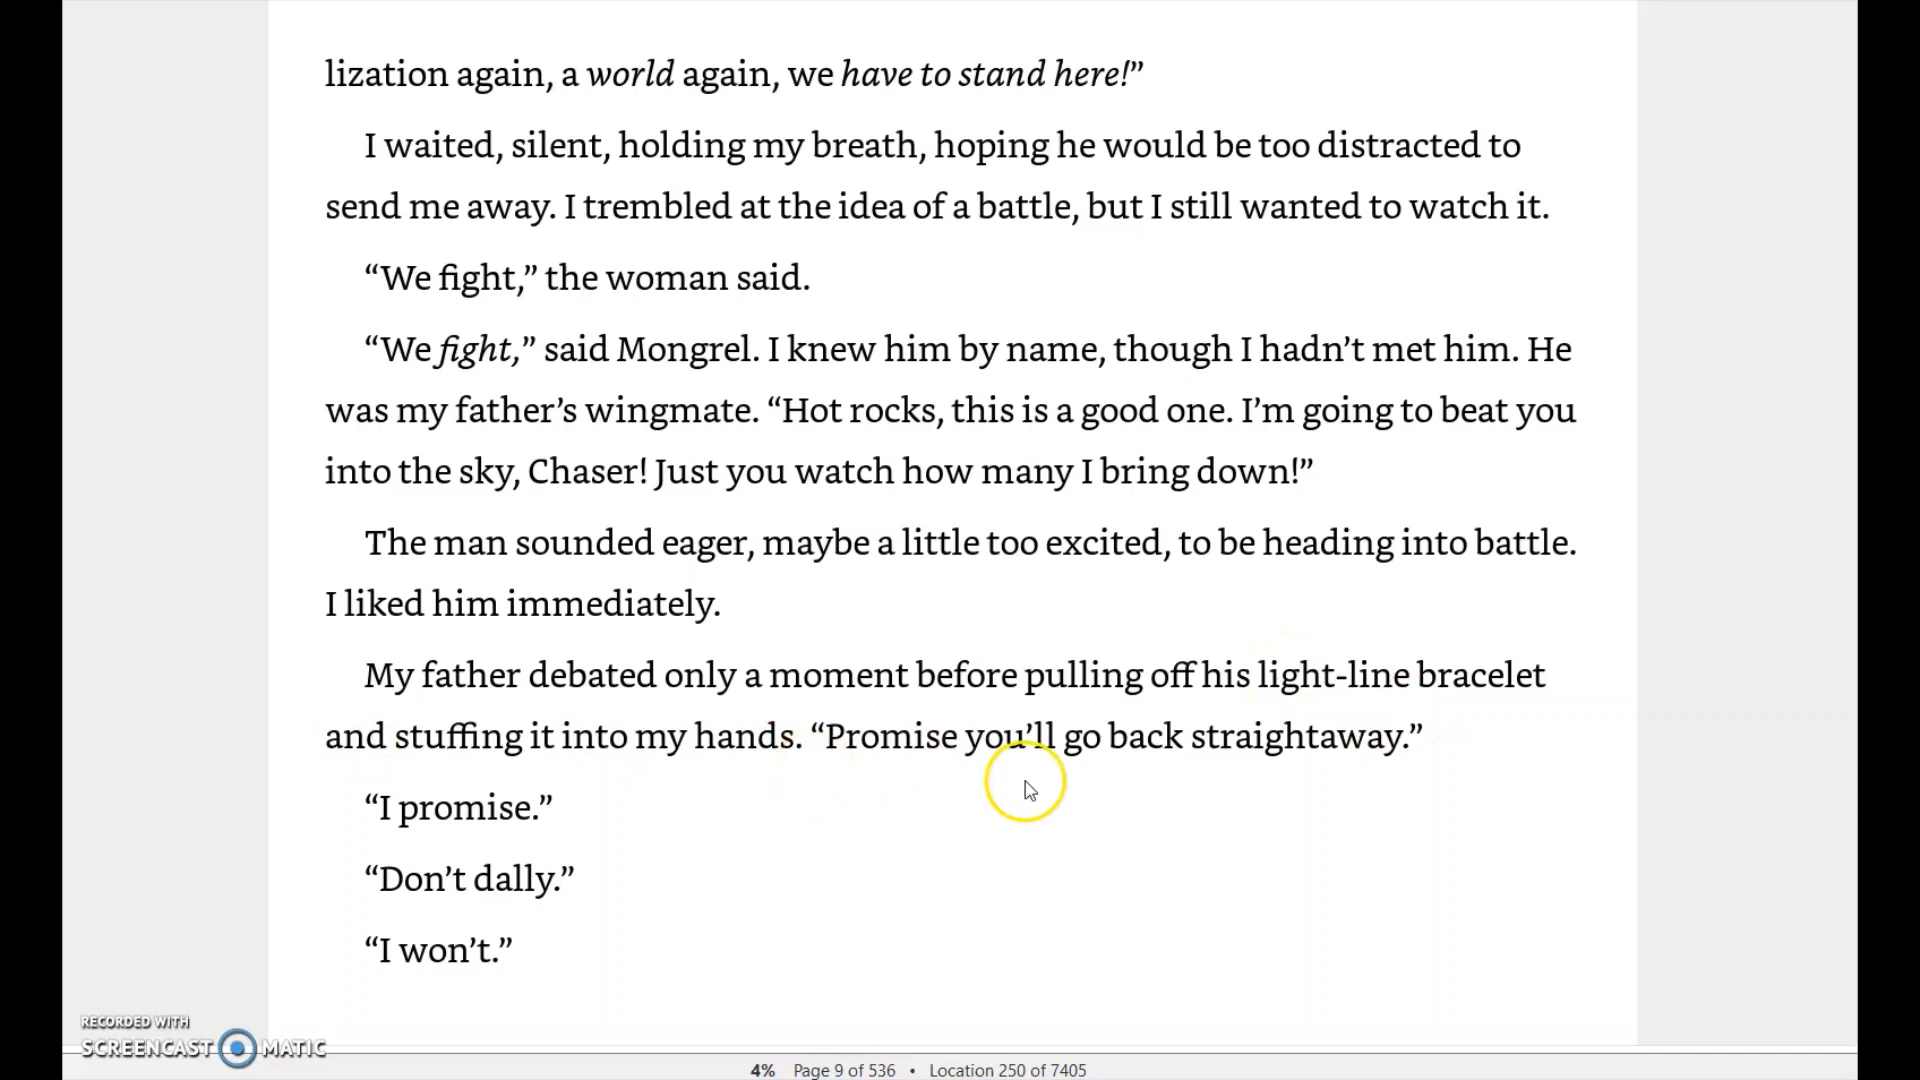 lization again, a world again, we have to stand here!”
I waited, silent, holding my breath, hoping he would be too distracted to
send me away. I trembled at the idea of a battle, but I still wanted to watch it.
“We fight,” the woman said.
“We fight,” said Mongrel. I knew him by name, though I hadn’t met him. He
was my father’s wingmate. “Hot rocks, this is a good one. I’m going to beat you
into the sky, Chaser! Just you watch how many I bring down!”
The man sounded eager, maybe a little too excited, to be heading into battle.
I liked him immediately.
My father debated only a moment before pulling off his light-line bracelet
and stuffing it into my hands. “Promise you’ll go back straightaway.”
“I promise.”
“Don’t dally.”
“I won’t.”
RECORDED WITH
SCREENCAST MATIC
4% Page 9 of 536 • Location 250 of 7405